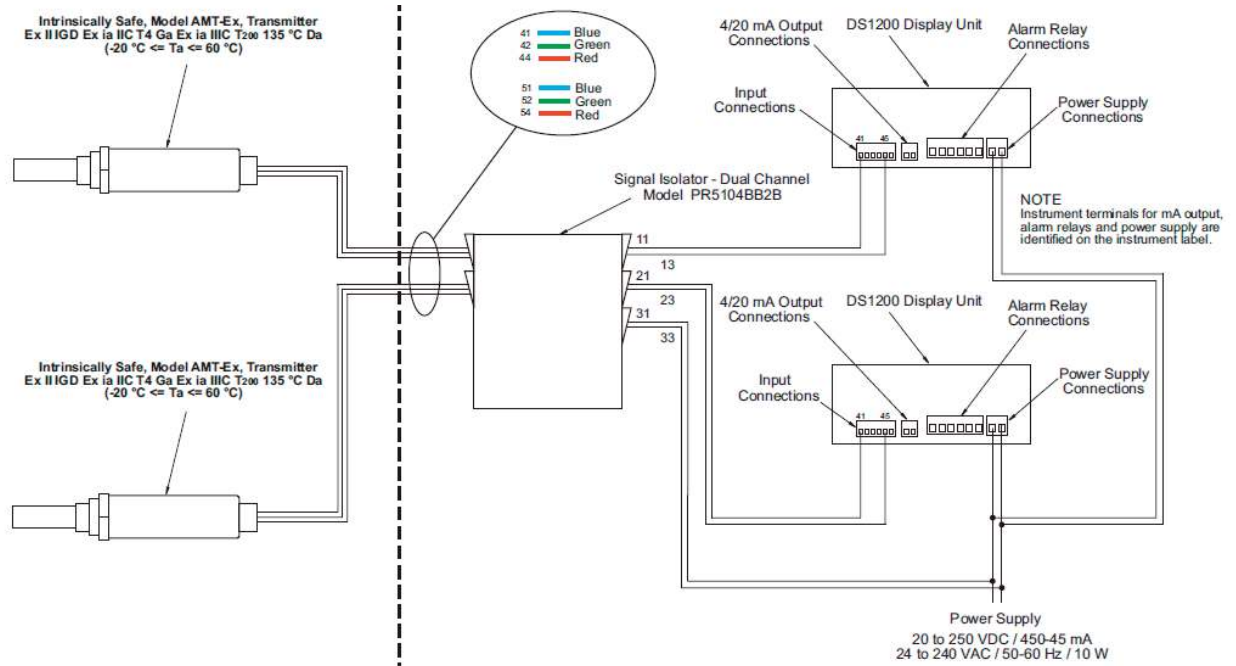 Intrinsically Safe, Model AMT-Ex, Transmitter
Ex II IGD Ex ia IIC T4 Ga Ex ia IIIC T200 135 °C Da
(-20 °C <= Ta <= 60 °C)
41 Blue
42 Green
44 Red
51 Blue
52 Green
54 Red
4/20 mA Output
Connections
DS1200 Display Unit
Alarm Relay
Connections
Input
Connections
Power Supply
Connections
41 45
Signal Isolator - Dual Channel
Model PR5104BB2B
NOTE
Instrument terminals for mA output,
alarm relays and power supply are
identified on the instrument label.
11
13
21
23
31
33
4/20 mA Output
Connections
DS1200 Display Unit
Alarm Relay
Connections
Intrinsically Safe, Model AMT-Ex, Transmitter
Ex II IGD Ex ia IIC T4 Ga Ex ia IIIC T200 135 °C Da
(-20 °C <= Ta <= 60 °C)
Input
Connections
Power Supply
Connections
41 45
Power Supply
20 to 250 VDC / 450-45 mA
24 to 240 VAC / 50-60 Hz / 10 W